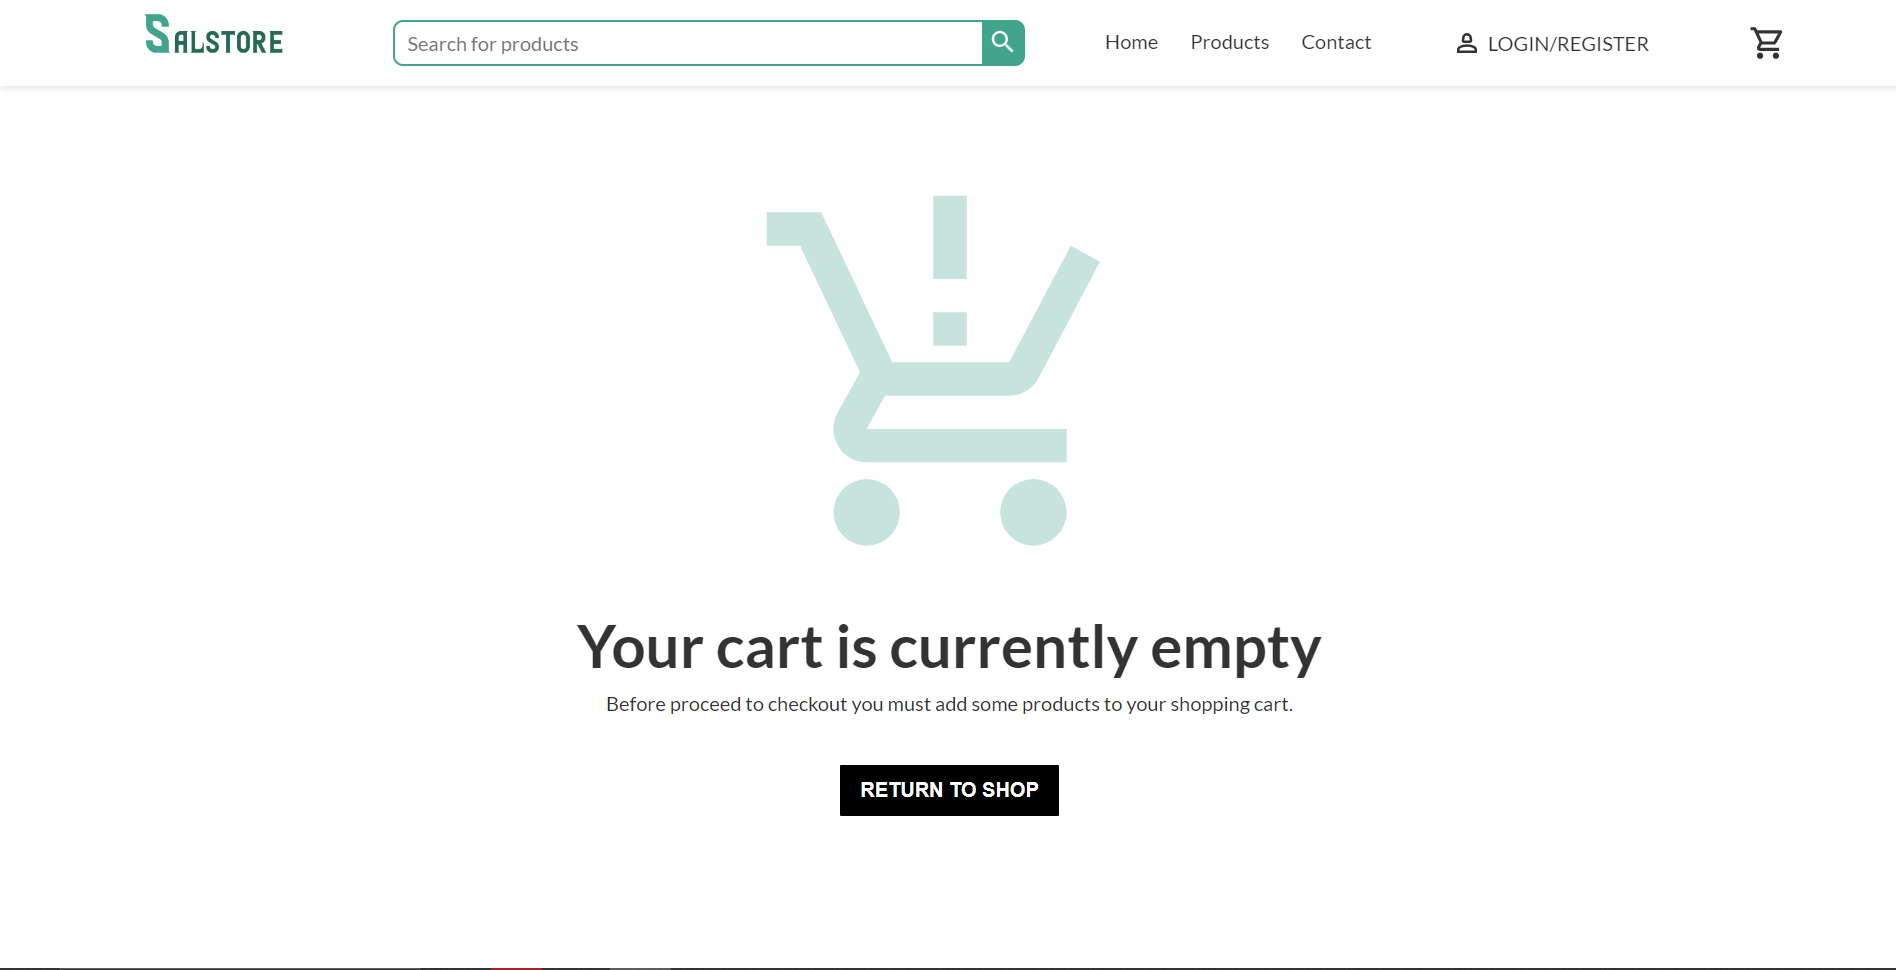 SALSTORE
Search for products
Home Products Contact
LOGIN/REGISTER
Your cart is currently empty
Before proceed to checkout you must add some products to your shopping cart.
RETURN TO SHOP